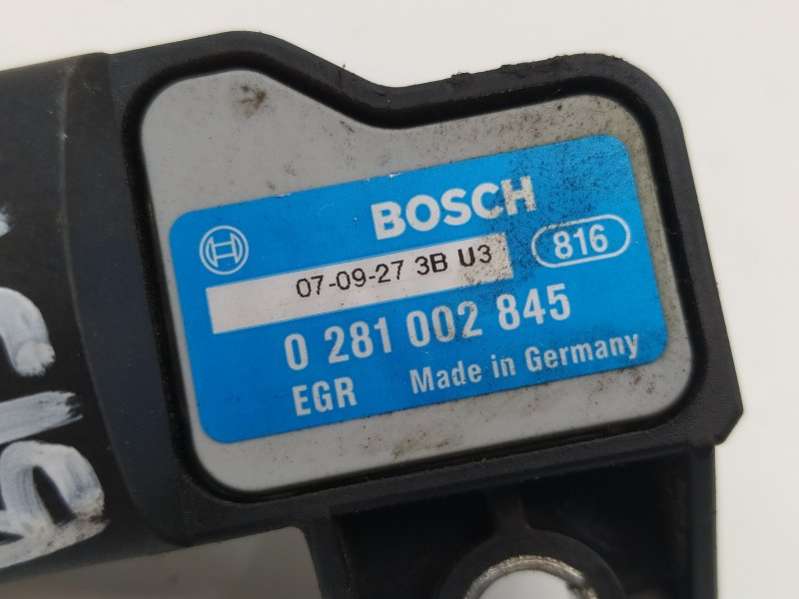 BOSCH
07-09-27 3B U3
816
0 281 002 845
EGR Made in Germany